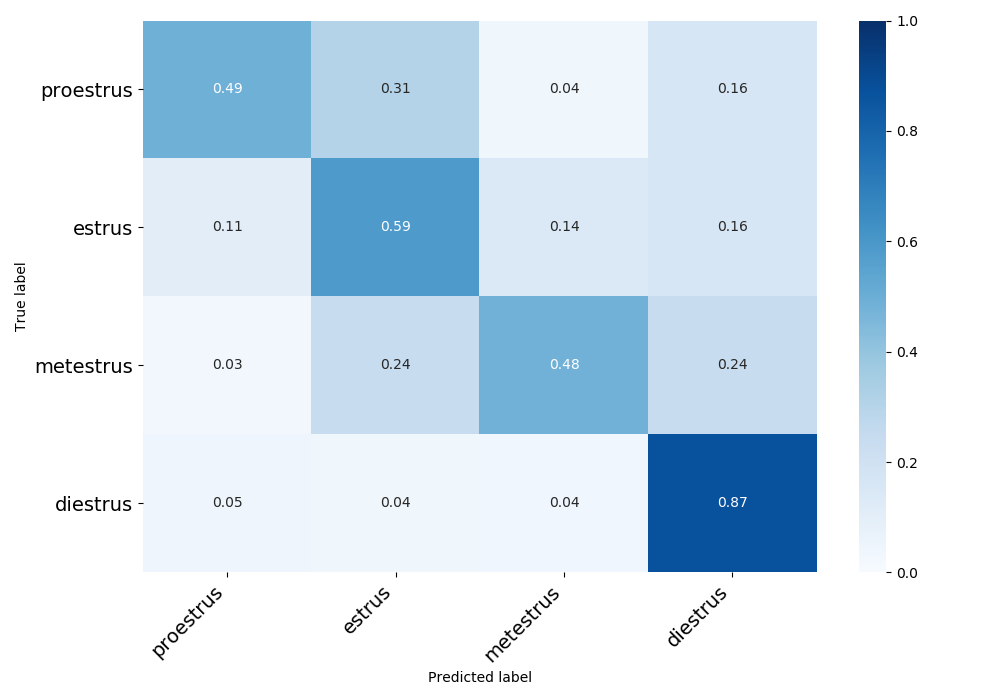 proestrus 0.49 0.31 0.04 0.16
estrus 0.11 0.59 0.14 0.16
metestrus 0.03 0.24 0.48 0.24
diestrus 0.05 0.04 0.04 0.87
proestrus estrus metestrus diestrus
True label
Predicted label
1.0
0.8
0.6
0.4
0.2
0.0